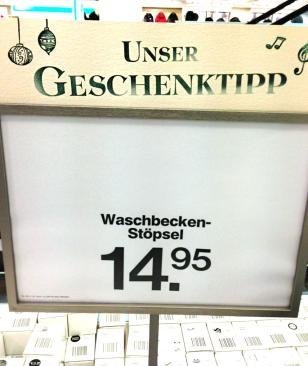 UNSER
GESCHENKTIPP
Waschbecken-
Stöpsel
14.95